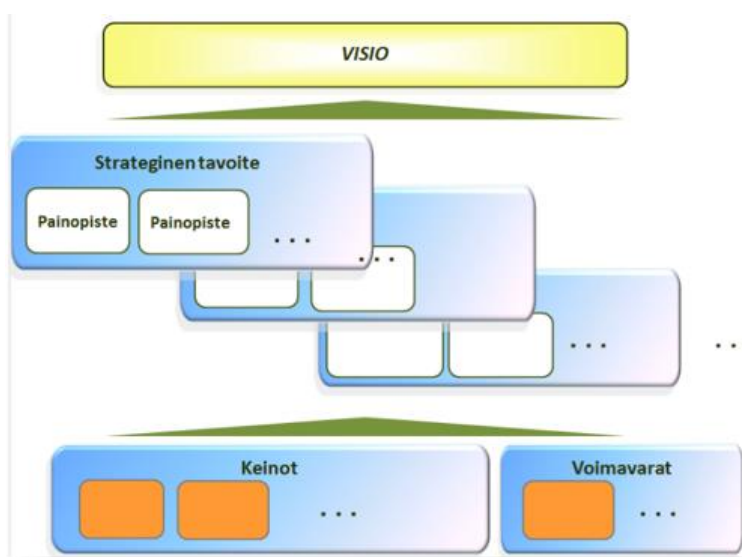 VISIO
Strateginen tavoite
Painopiste Painopiste ...
...
... ..
Keinot Voimavarat
... ...